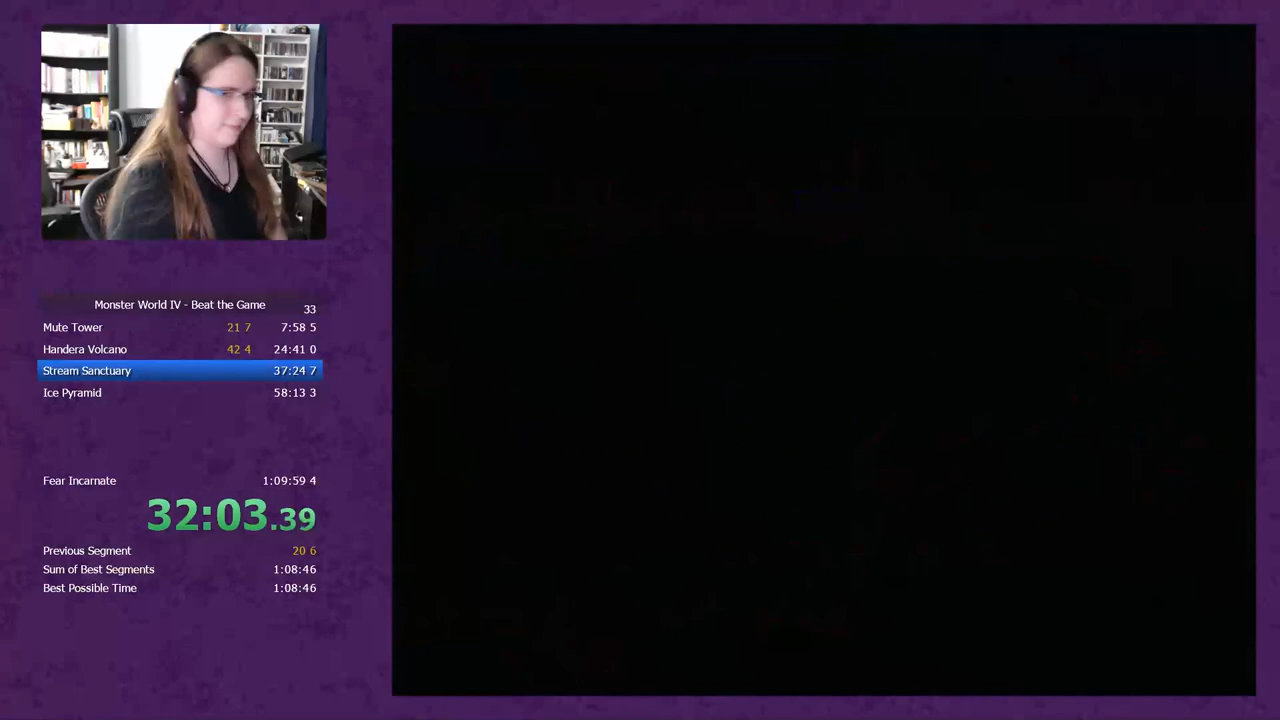 Monster World IV - Beat the Game
33
Mute Tower 21 7 7:58 5
Handera Volcano 42 4 24:41 0
Stream Sanctuary 37:24 7
Ice Pyramid 58:13 3
Fear Incarnate 1:09:59 4
32:03.39
Previous Segment 20 6
Sum of Best Segments 1:08:46
Best Possible Time 1:08:46